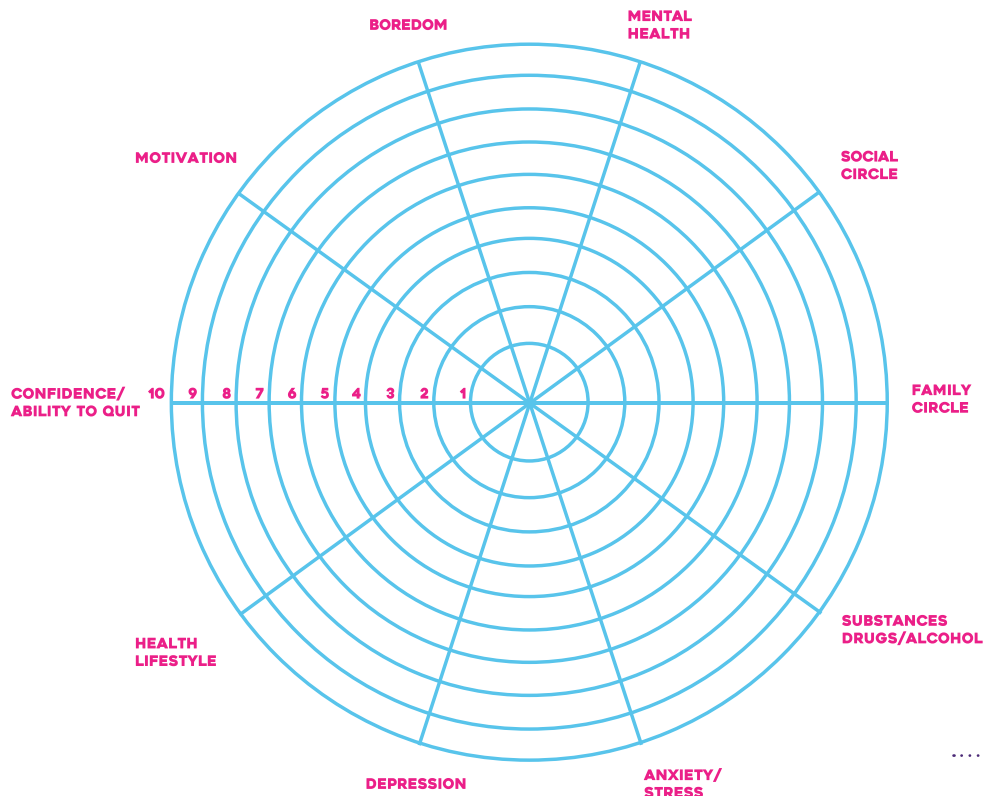 BOREDOM
MENTAL
HEALTH
MOTIVATION
SOCIAL
CIRCLE
CONFIDENCE/
ABILITY TO QUIT
10 9 8 7 6 5 4 3 2 1
FAMILY
CIRCLE
HEALTH
LIFESTYLE
SUBSTANCES
DRUGS/ALCOHOL
DEPRESSION
ANXIETY/
STRESS